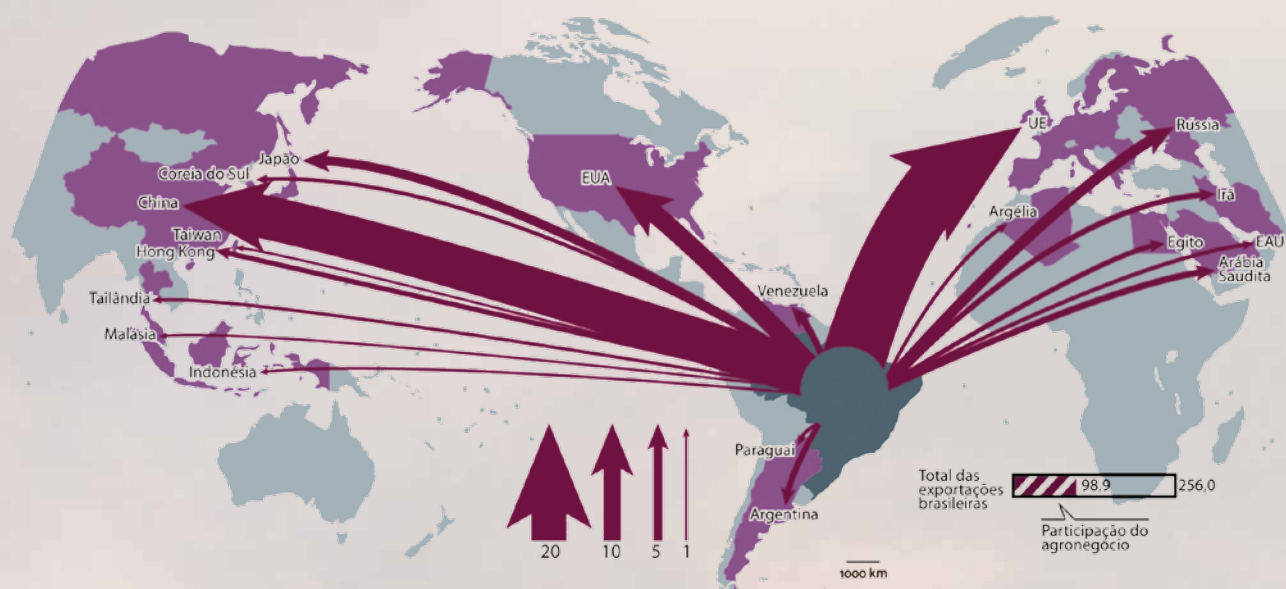 Japão
Coreia do Sul
China
Taiwan
Hong Kong
Tailândia
Malásia
Indonésia
EUA
Venezuela
Paraguai
Argentina
UE
Rússia
Argélia
Irã
Egito
EAU
Arábia
Saudita
20 10 5 1
Total das
exportações
brasileiras
98,9 256,0
Participação do
agronegócio
1000 km